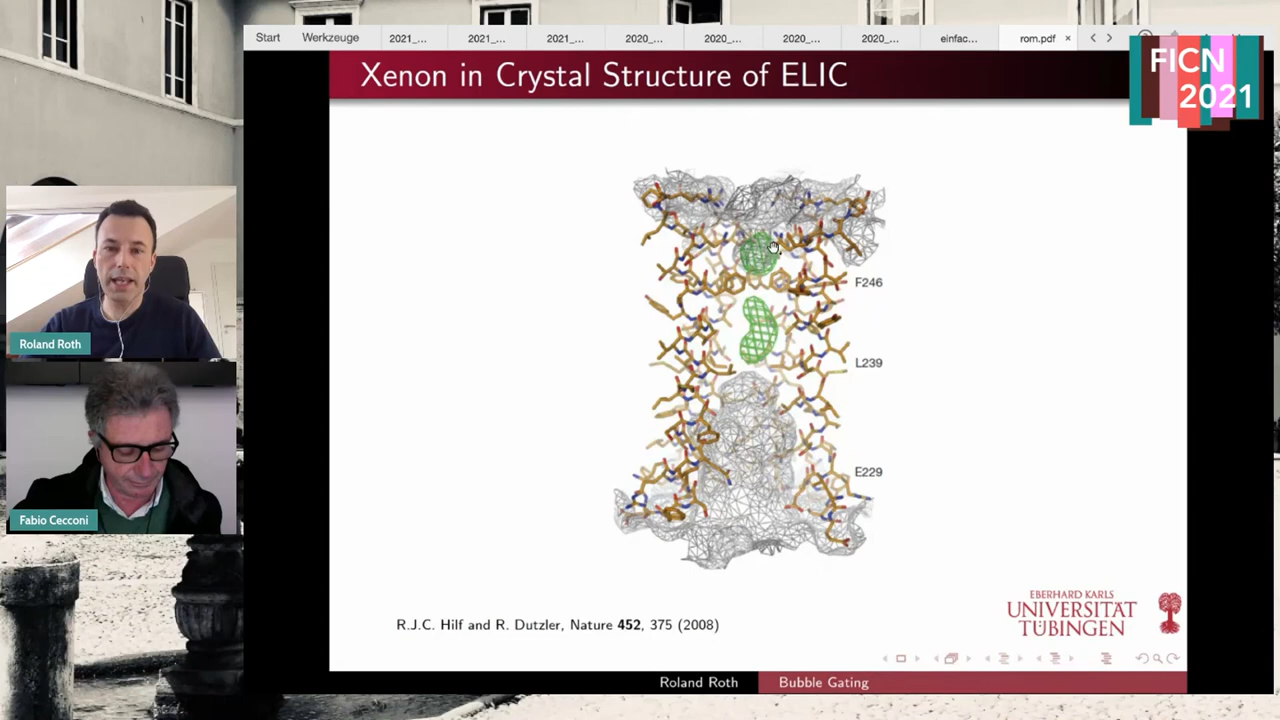 Start Werkzeuge 2021_... 2021_... 2021_... 2020_... 2020_... 2020_... 2020_... einfac... rom.pdf ×
FICN
2021
Xenon in Crystal Structure of ELIC
F246
L239
E229
Roland Roth
Fabio Cecconi
R.J.C. Hilf and R. Dutzler, Nature 452, 375 (2008)
EBERHARD KARLS
UNIVERSITÄT
TÜBINGEN
Roland Roth Bubble Gating